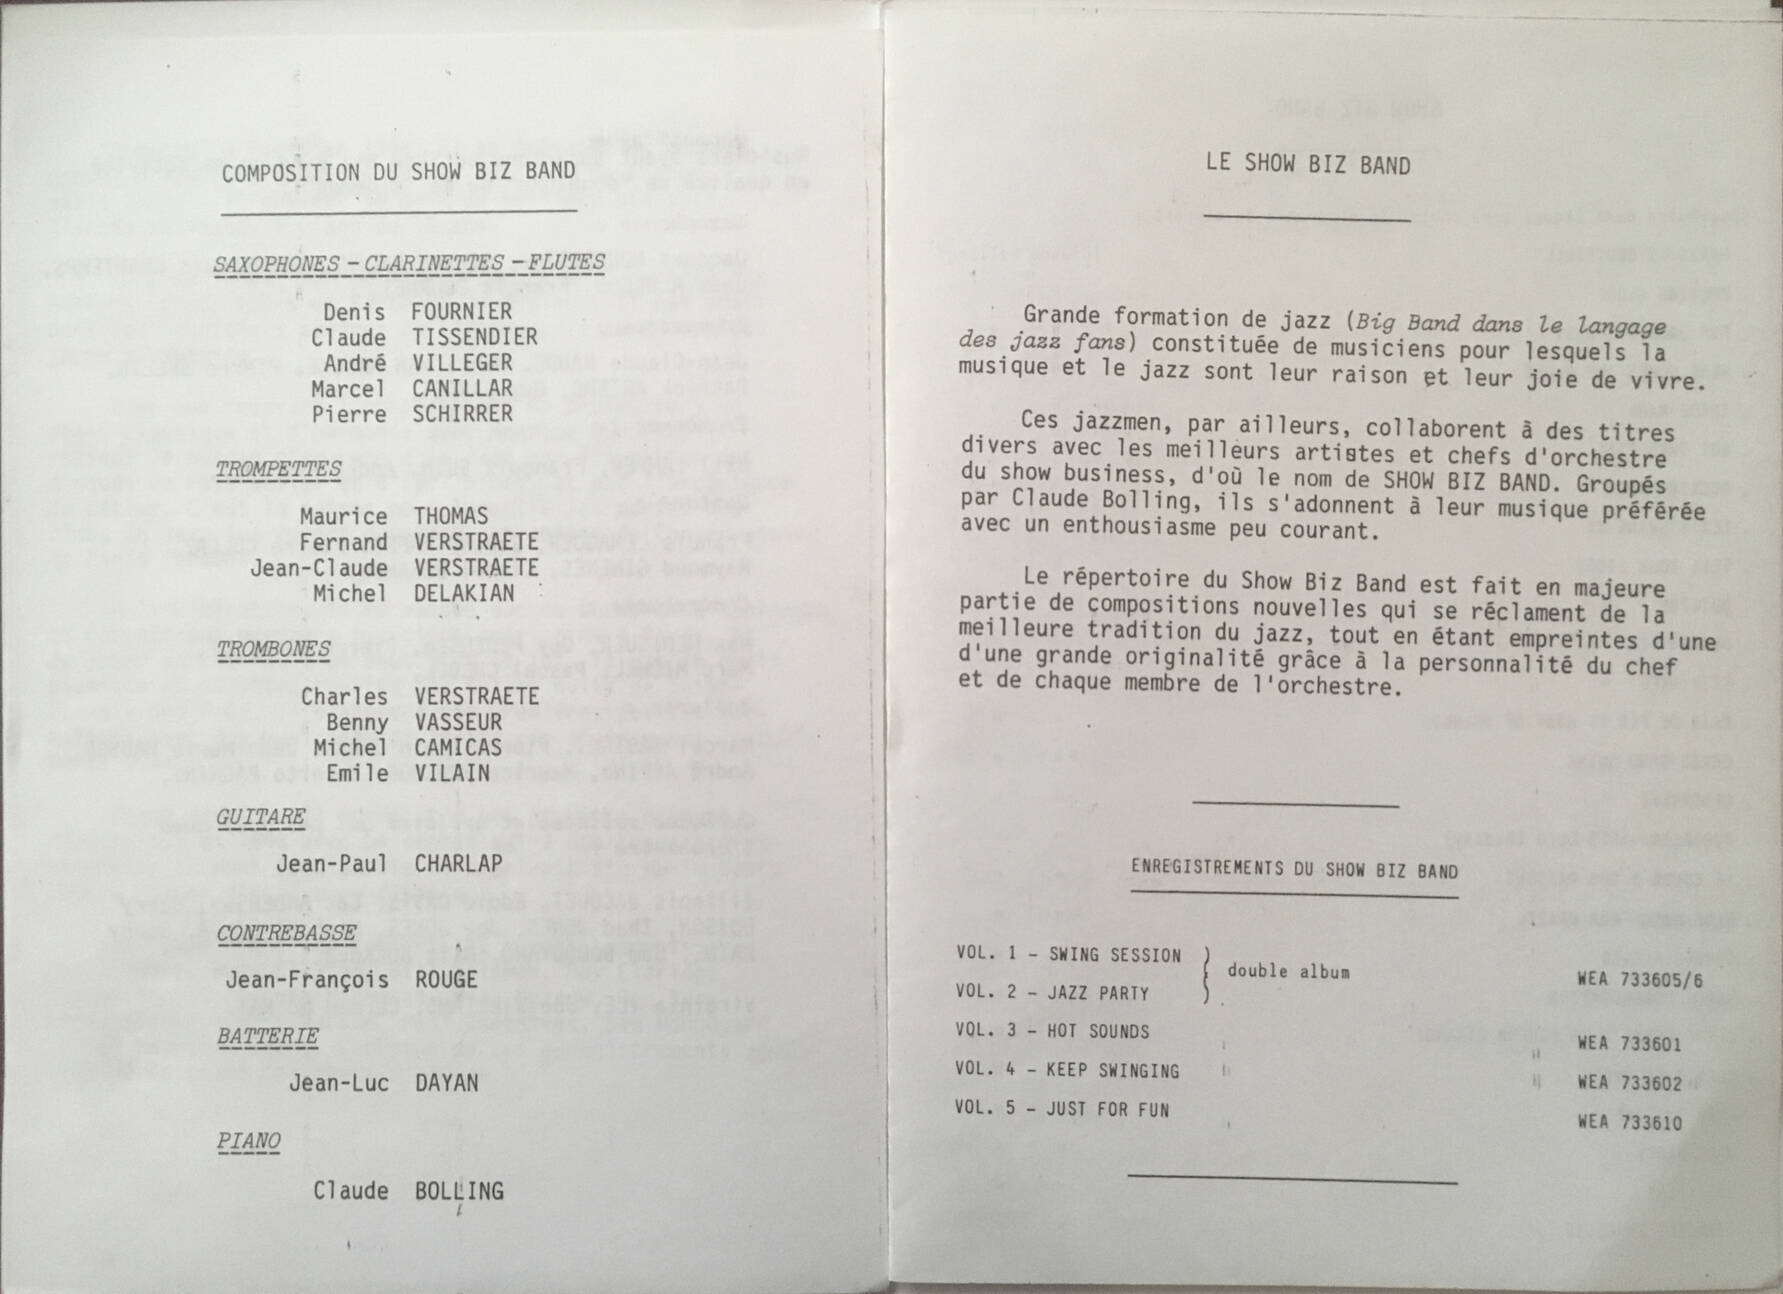 COMPOSITION DU SHOW BIZ BAND
SAXOPHONES - CLARINETTES - FLUTES
Denis FOURNIER
Claude TISSENDIER
André VILLEGER
Marcel CANILLAR
Pierre SCHIRRER
TROMPETTES
Maurice THOMAS
Fernand VERSTRAETE
Jean-Claude VERSTRAETE
Michel DELAKIAN
TROMBONES
Charles VERSTRAETE
Benny VASSEUR
Michel CAMICAS
Emile VILAIN
GUITARE
Jean-Paul CHARLAP
CONTREBASSE
Jean-François ROUGE
BATTERIE
Jean-Luc DAYAN
PIANO
Claude BOLLING
LE SHOW BIZ BAND
Grande formation de jazz (Big Band dans le langage
des jazz fans) constituée de musiciens pour lesquels la
musique et le jazz sont leur raison et leur joie de vivre.
Ces jazzmen, par ailleurs, collaborent à des titres
divers avec les meilleurs artistes et chefs d'orchestre
du show business, d'où le nom de SHOW BIZ BAND. Groupés
par Claude Bolling, ils s'adonnent à leur musique préférée
avec un enthousiasme peu courant.
Le répertoire du Show Biz Band est fait en majeure
partie de compositions nouvelles qui se réclament de la
meilleure tradition du jazz, tout en étant empreintes d'une
d'une grande originalité grâce à la personnalité du chef
et de chaque membre de l'orchestre.
ENREGISTREMENTS DU SHOW BIZ BAND
VOL. 1 - SWING SESSION
double album WEA 733605/6
VOL. 2 - JAZZ PARTY
VOL. 3 - HOT SOUNDS WEA 733601
VOL. 4 - KEEP SWINGING WEA 733602
VOL. 5 - JUST FOR FUN WEA 733610